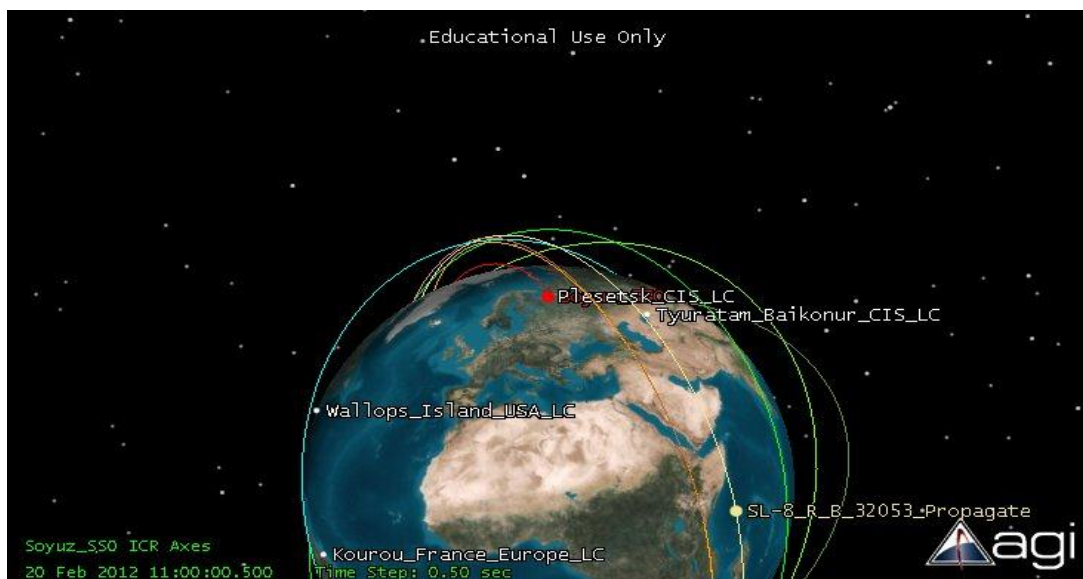 Educational Use Only
Plesetsk_CIS_LC
Tyuratam_Baikonur_CIS_LC
Wallops_Island_USA_LC
SL-8_R_B_32053_Propagate
Kourou_France_Europe_LC
Soyuz_SSO ICR Axes
20 Feb 2012 11:00:00.500 Time Step: 0.50 sec
agi